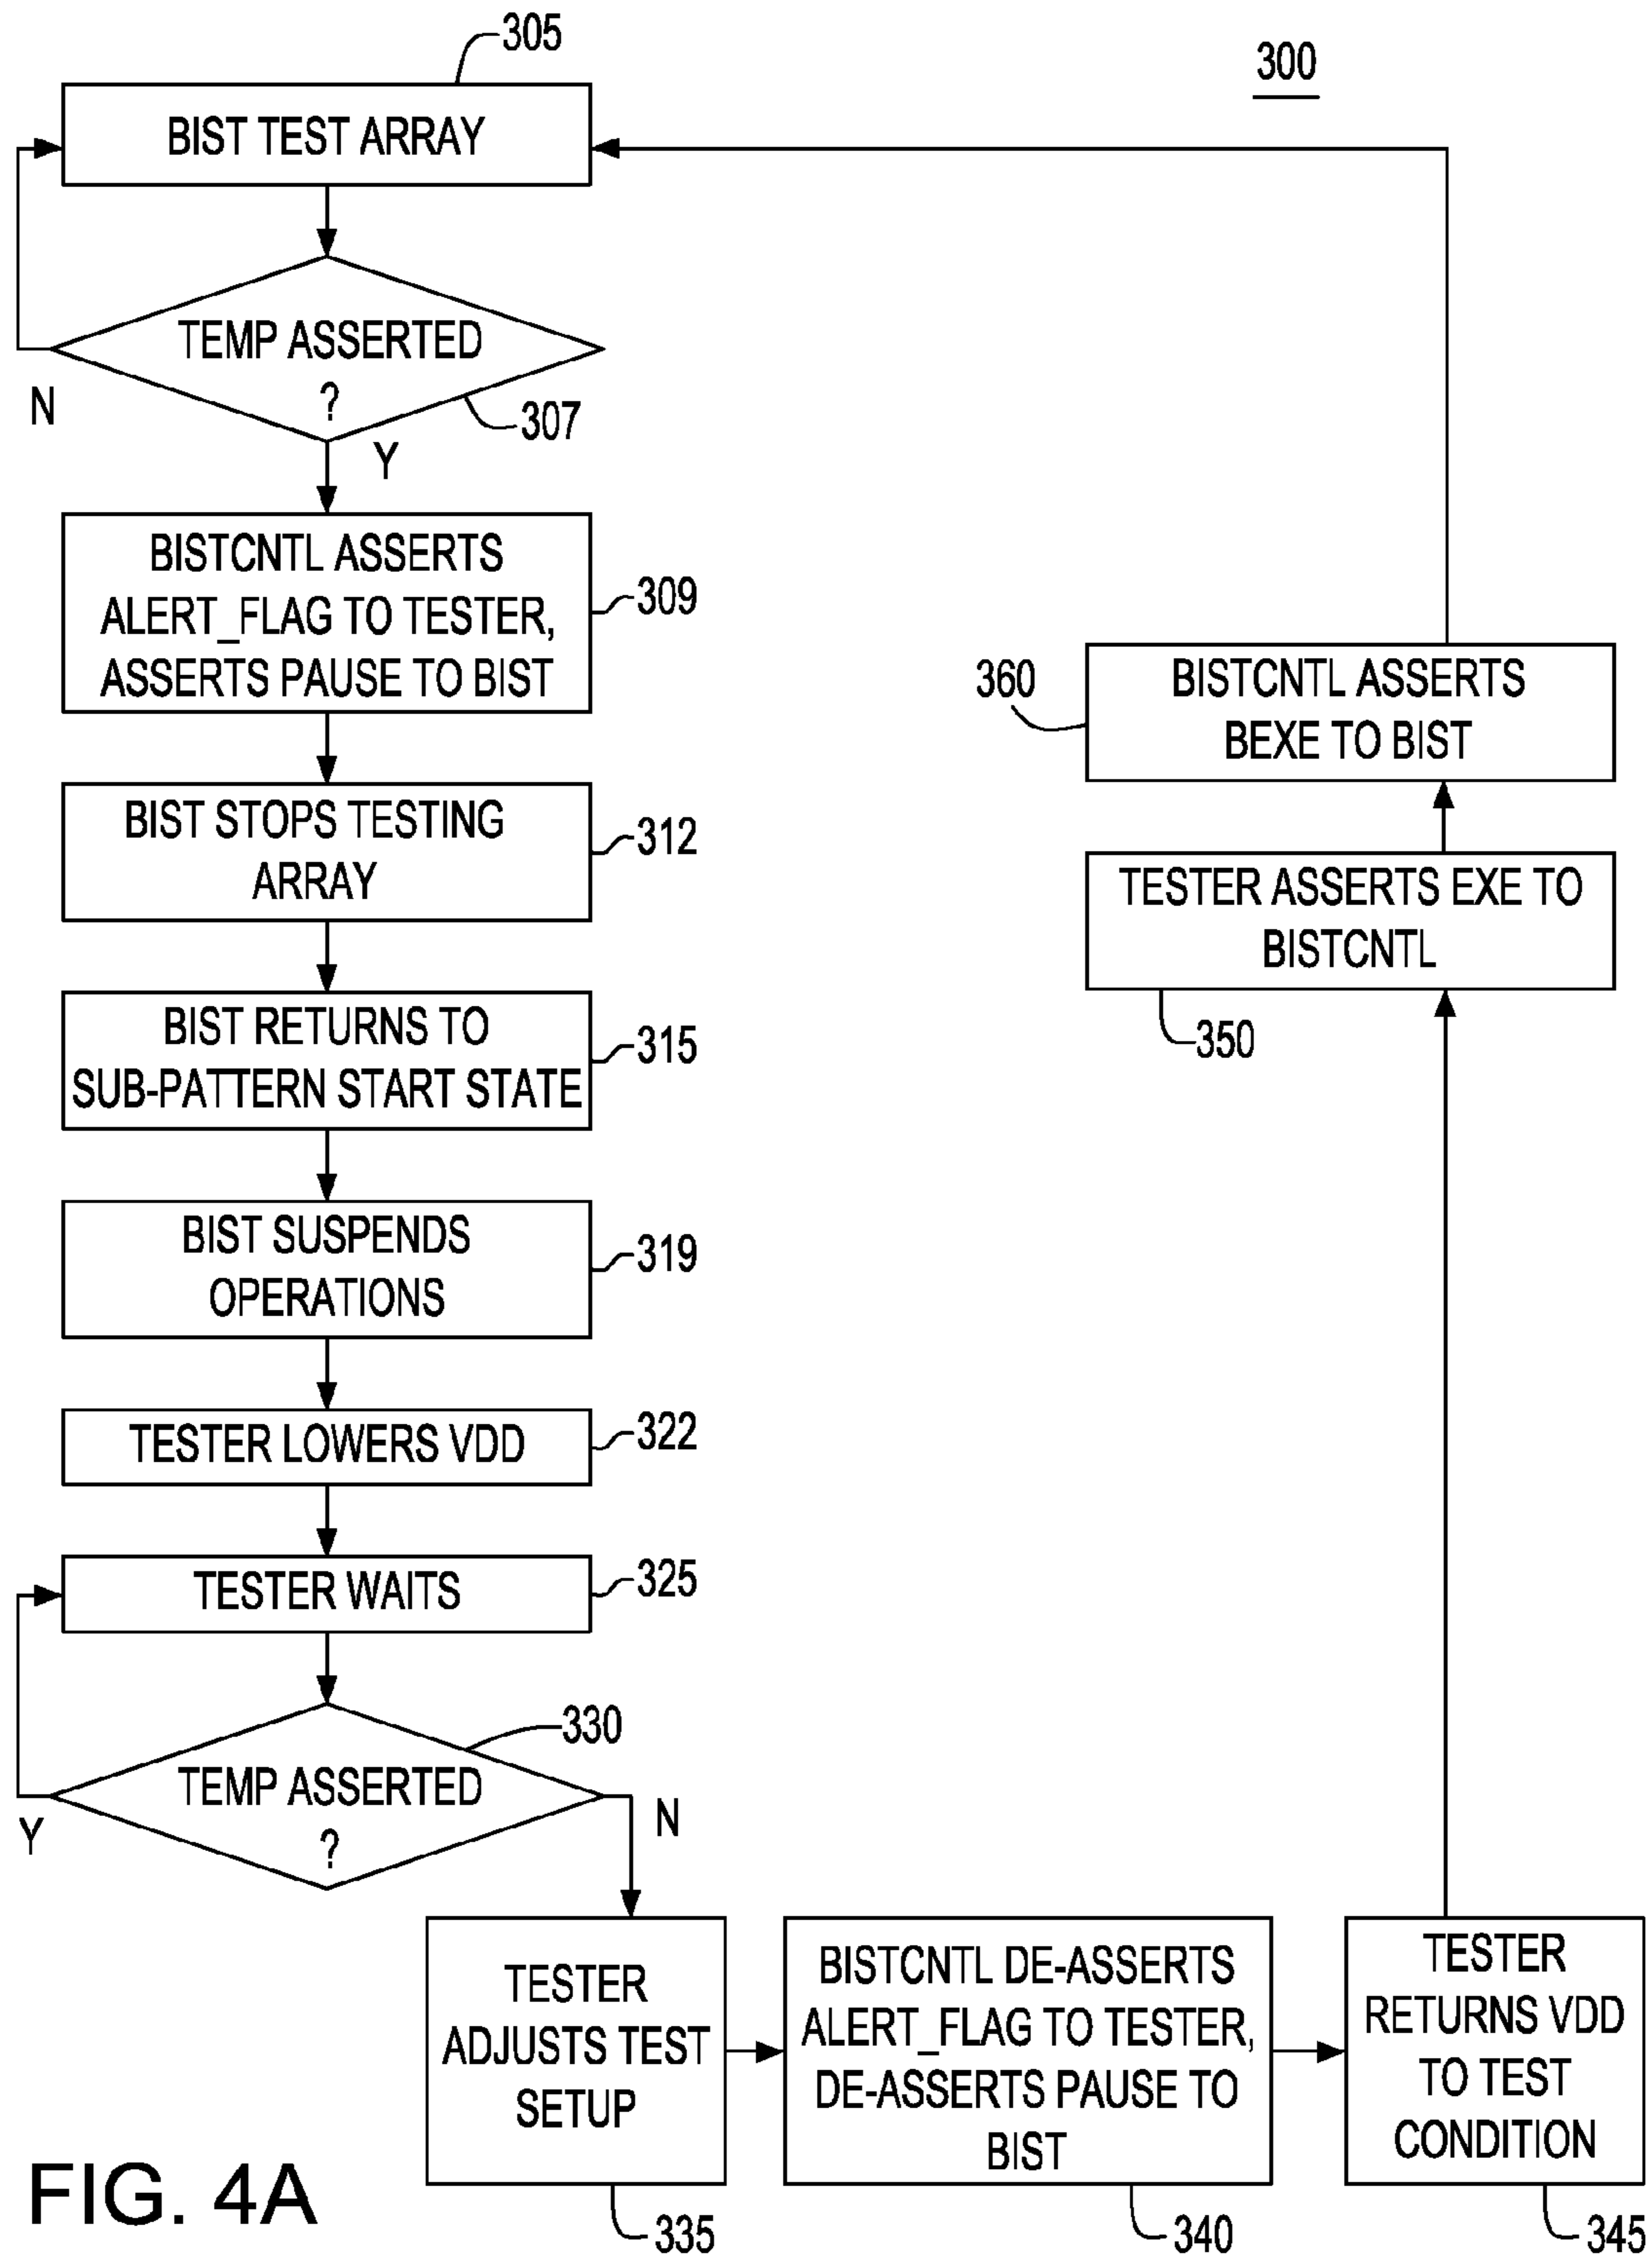 305
300
BIST TEST ARRAY
TEMP ASSERTED
?
307
N
Y
BISTCNTL ASSERTS
ALERT_FLAG TO TESTER,
ASSERTS PAUSE TO BIST
309
BIST STOPS TESTING
ARRAY
312
BIST RETURNS TO
SUB-PATTERN START STATE
315
BIST SUSPENDS
OPERATIONS
319
TESTER LOWERS VDD
322
TESTER WAITS
325
TEMP ASSERTED
?
330
Y
N
TESTER
ADJUSTS TEST
SETUP
335
BISTCNTL DE-ASSERTS
ALERT_FLAG TO TESTER,
DE-ASSERTS PAUSE TO
BIST
340
TESTER
RETURNS VDD
TO TEST
CONDITION
345
TESTER ASSERTS EXE TO
BISTCNTL
350
BISTCNTL ASSERTS
BEXE TO BIST
360
FIG. 4A